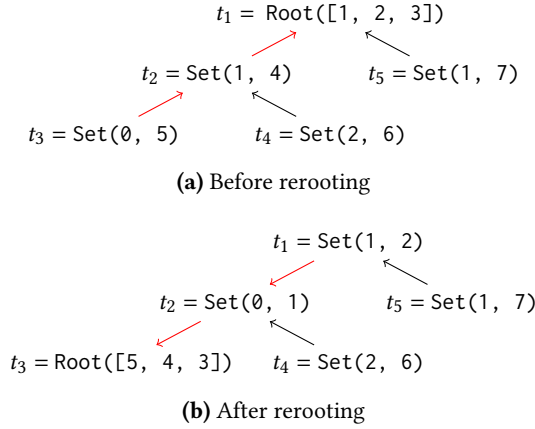 t₁ = Root([1, 2, 3])
t₂ = Set(1, 4) t₅ = Set(1, 7)
t₃ = Set(0, 5) t₄ = Set(2, 6)
(a) Before rerooting
t₁ = Set(1, 2)
t₂ = Set(0, 1) t₅ = Set(1, 7)
t₃ = Root([5, 4, 3]) t₄ = Set(2, 6)
(b) After rerooting